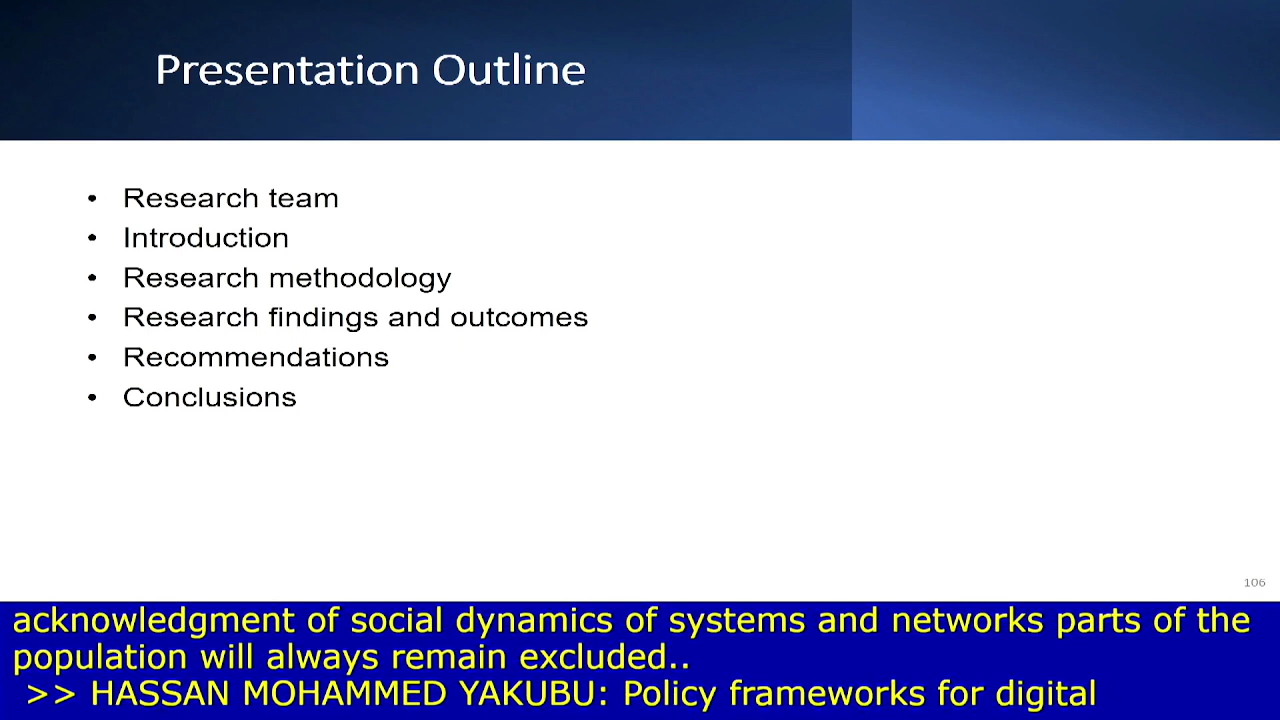 Presentation Outline
• Research team
• Introduction
• Research methodology
• Research findings and outcomes
• Recommendations
• Conclusions
106
acknowledgment of social dynamics of systems and networks parts of the
population will always remain excluded..
>> HASSAN MOHAMMED YAKUBU: Policy frameworks for digital